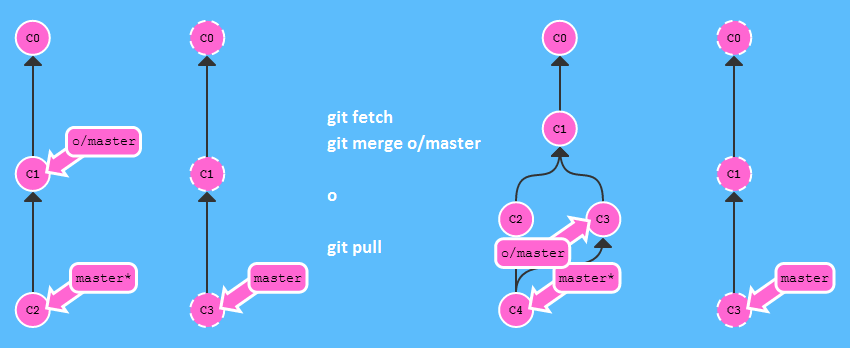 C0
C0
o/master
C1
C1
master*
master
C2
C3
git fetch
git merge o/master
o
git pull
C0
C0
C1
C1
C2
C3
o/master
master*
master
C4
C3